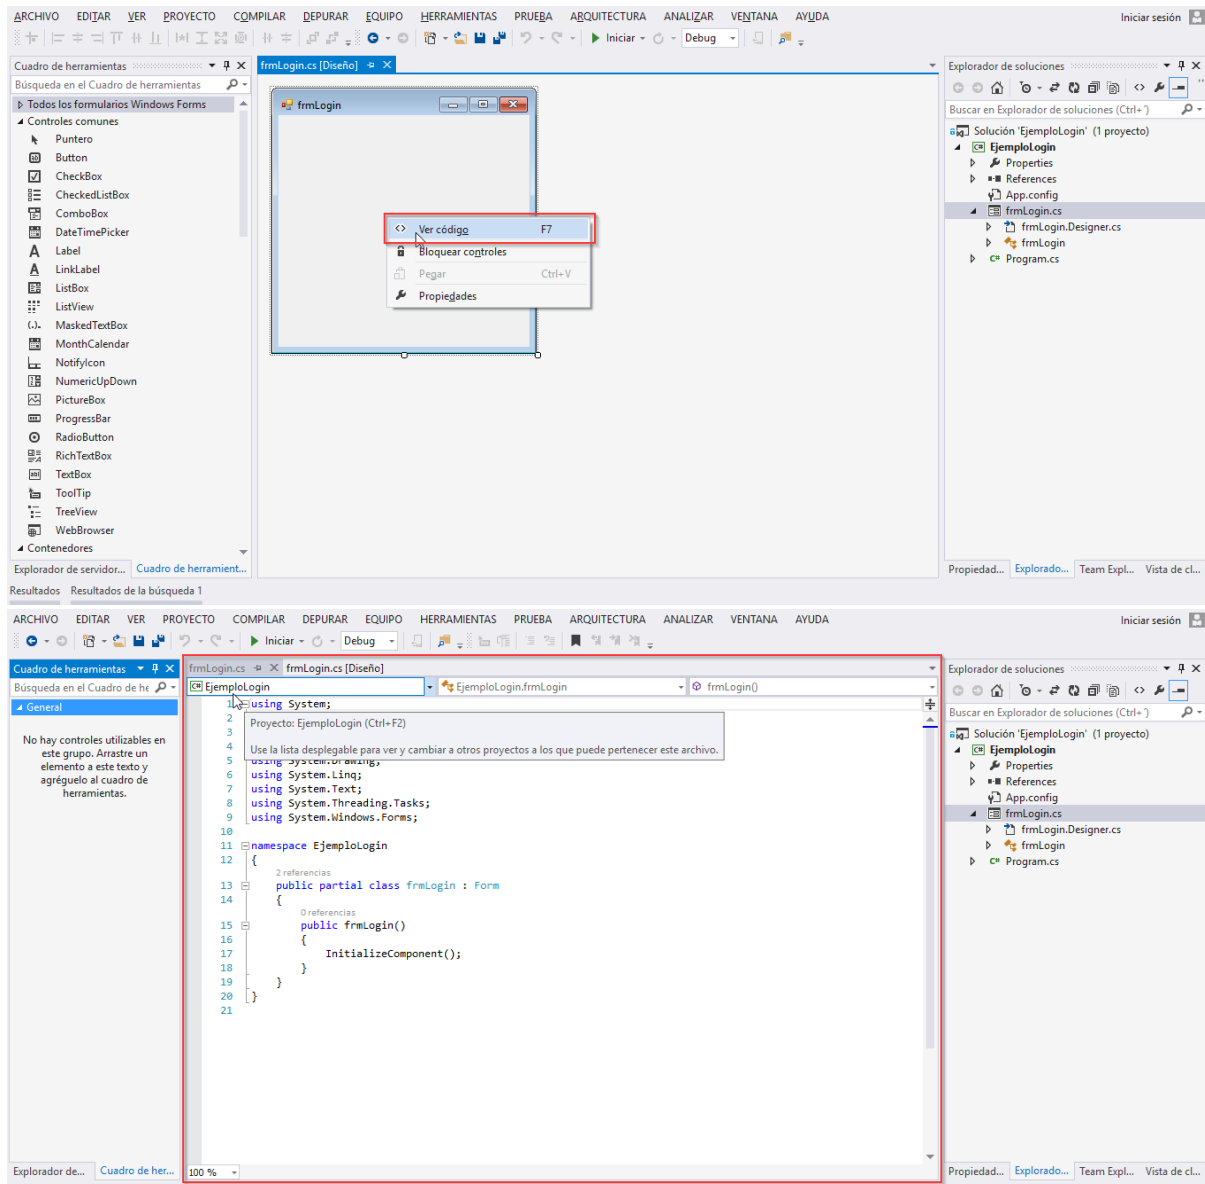 ARCHIVO EDITAR VER PROYECTO COMPILAR DEPURAR EQUIPO HERRAMIENTAS PRUEBA ARQUITECTURA ANALIZAR VENTANA AYUDA Iniciar sesión
Iniciar Debug
Cuadro de herramientas
Búsqueda en el Cuadro de herramientas
Todos los formularios Windows Forms
Controles comunes
Puntero
Button
CheckBox
CheckedListBox
ComboBox
DateTimePicker
Label
LinkLabel
ListBox
ListView
MaskedTextBox
MonthCalendar
NotifyIcon
NumericUpDown
PictureBox
ProgressBar
RadioButton
RichTextBox
TextBox
ToolTip
TreeView
WebBrowser
Contenedores
Explorador de servidor... Cuadro de herramient...
frmLogin.cs [Diseño]
frmLogin
Ver código F7
Bloquear controles
Pegar Ctrl+V
Propiedades
Explorador de soluciones
Buscar en Explorador de soluciones (Ctrl+¨)
Solución 'EjemploLogin' (1 proyecto)
EjemploLogin
Properties
References
App.config
frmLogin.cs
frmLogin.Designer.cs
frmLogin
Program.cs
Propiedad... Explorado... Team Expl... Vista de cl...
Resultados Resultados de la búsqueda 1
ARCHIVO EDITAR VER PROYECTO COMPILAR DEPURAR EQUIPO HERRAMIENTAS PRUEBA ARQUITECTURA ANALIZAR VENTANA AYUDA Iniciar sesión
Iniciar Debug
Cuadro de herramientas
Búsqueda en el Cuadro de he
General
No hay controles utilizables en
este grupo. Arrastre un
elemento a este texto y
agréguelo al cuadro de
herramientas.
Explorador de... Cuadro de her...
frmLogin.cs frmLogin.cs [Diseño]
EjemploLogin EjemploLogin.frmLogin frmLogin()
1 using System;
2
3
4
Proyecto: EjemploLogin (Ctrl+F2)
Use la lista desplegable para ver y cambiar a otros proyectos a los que puede pertenecer este archivo.
5 using System.Drawing;
6 using System.Linq;
7 using System.Text;
8 using System.Threading.Tasks;
9 using System.Windows.Forms;
10
11 namespace EjemploLogin
12 {
2 referencias
13 public partial class frmLogin : Form
14 {
0 referencias
15 public frmLogin()
16 {
17 InitializeComponent();
18 }
19 }
20 }
21
100 %
Explorador de soluciones
Buscar en Explorador de soluciones (Ctrl+¨)
Solución 'EjemploLogin' (1 proyecto)
EjemploLogin
Properties
References
App.config
frmLogin.cs
frmLogin.Designer.cs
frmLogin
Program.cs
Propiedad... Explorado... Team Expl... Vista de cl...